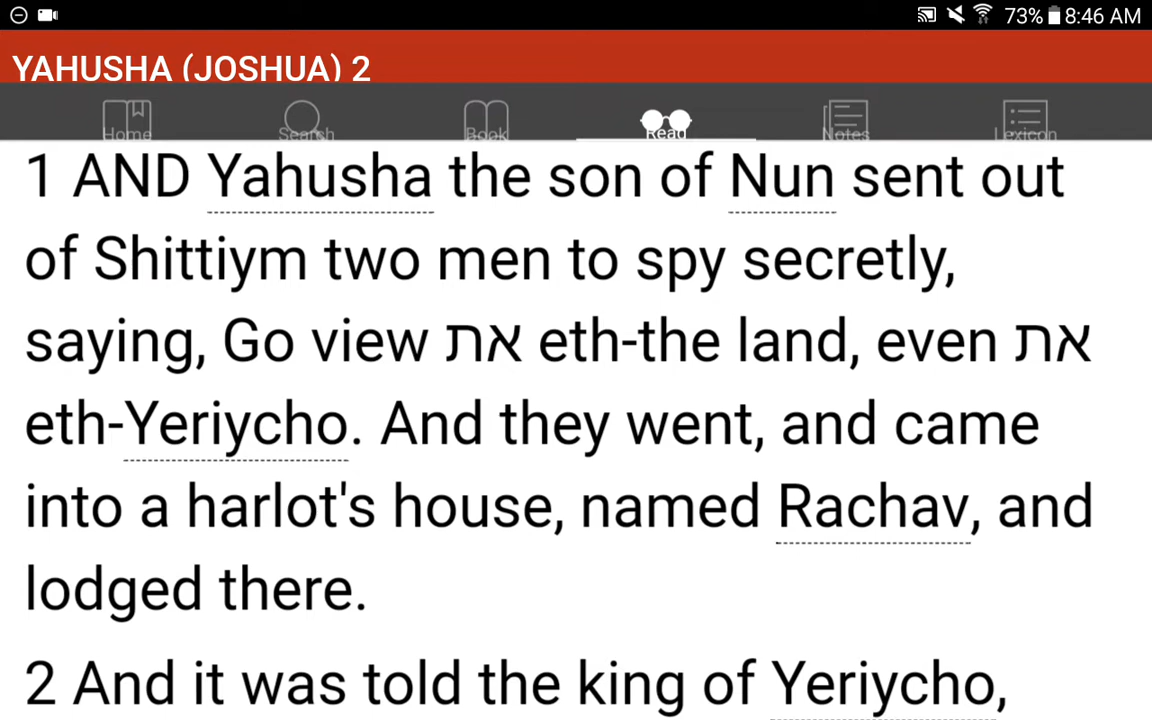 73% 8:46 AM
YAHUSHA (JOSHUA) 2
Home Search Book Read Notes Lexicon
1 AND Yahusha the son of Nun sent out
of Shittiym two men to spy secretly,
saying, Go view את eth-the land, even את
eth-Yeriycho. And they went, and came
into a harlot's house, named Rachav, and
lodged there.
2 And it was told the king of Yeriycho,